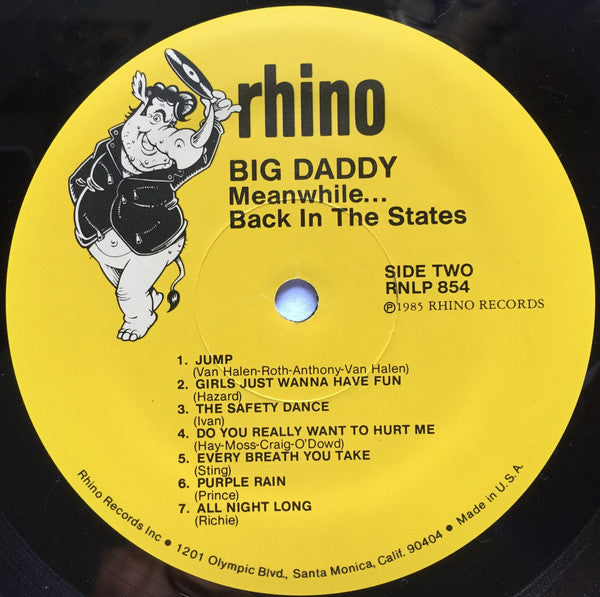 rhino
BIG DADDY
Meanwhile...
Back In The States
SIDE TWO
RNLP 854
℗1985 RHINO RECORDS
1. JUMP
(Van Halen-Roth-Anthony-Van Halen)
2. GIRLS JUST WANNA HAVE FUN
(Hazard)
3. THE SAFETY DANCE
(Ivan)
4. DO YOU REALLY WANT TO HURT ME
(Hay-Moss-Craig-O'Dowd)
5. EVERY BREATH YOU TAKE
(Sting)
6. PURPLE RAIN
(Prince)
7. ALL NIGHT LONG
(Richie)
Rhino Records Inc • 1201 Olympic Blvd., Santa Monica, Calif. 90404 • Made in U.S.A.